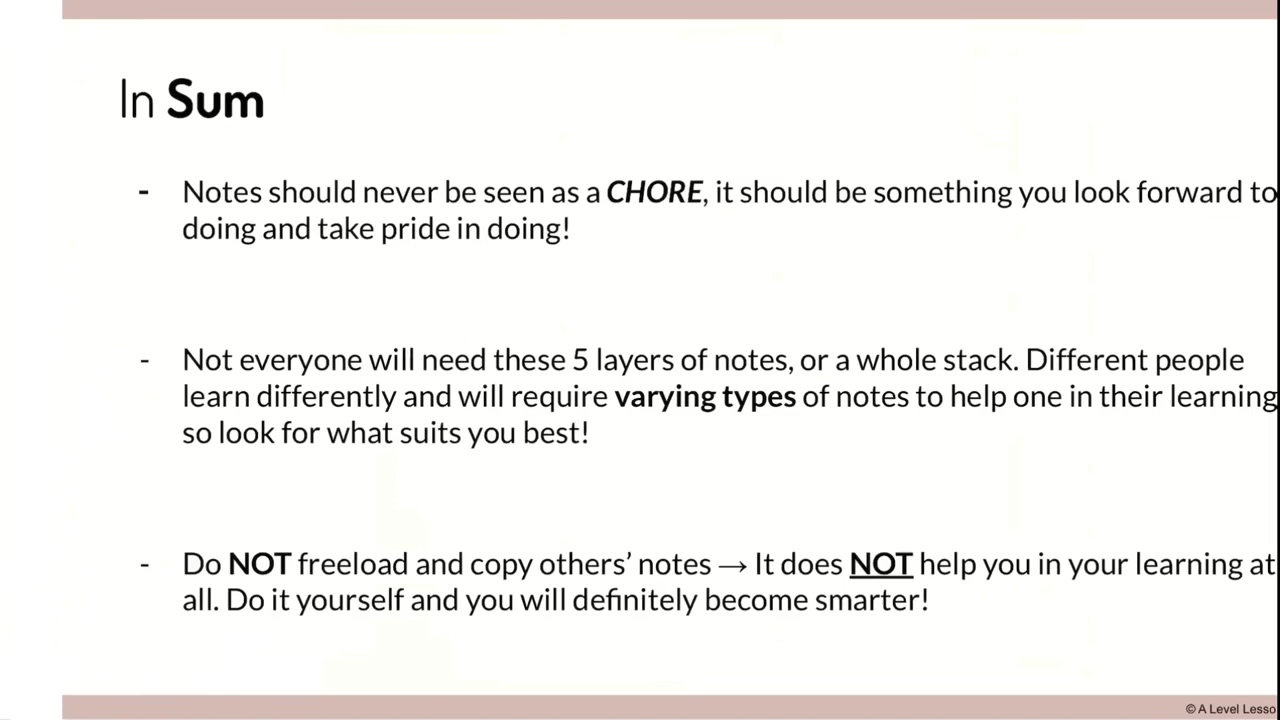 In Sum
- Notes should never be seen as a CHORE, it should be something you look forward to
doing and take pride in doing!
- Not everyone will need these 5 layers of notes, or a whole stack. Different people
learn differently and will require varying types of notes to help one in their learning
so look for what suits you best!
- Do NOT freeload and copy others’ notes → It does NOT help you in your learning at
all. Do it yourself and you will definitely become smarter!
© A Level Lesso